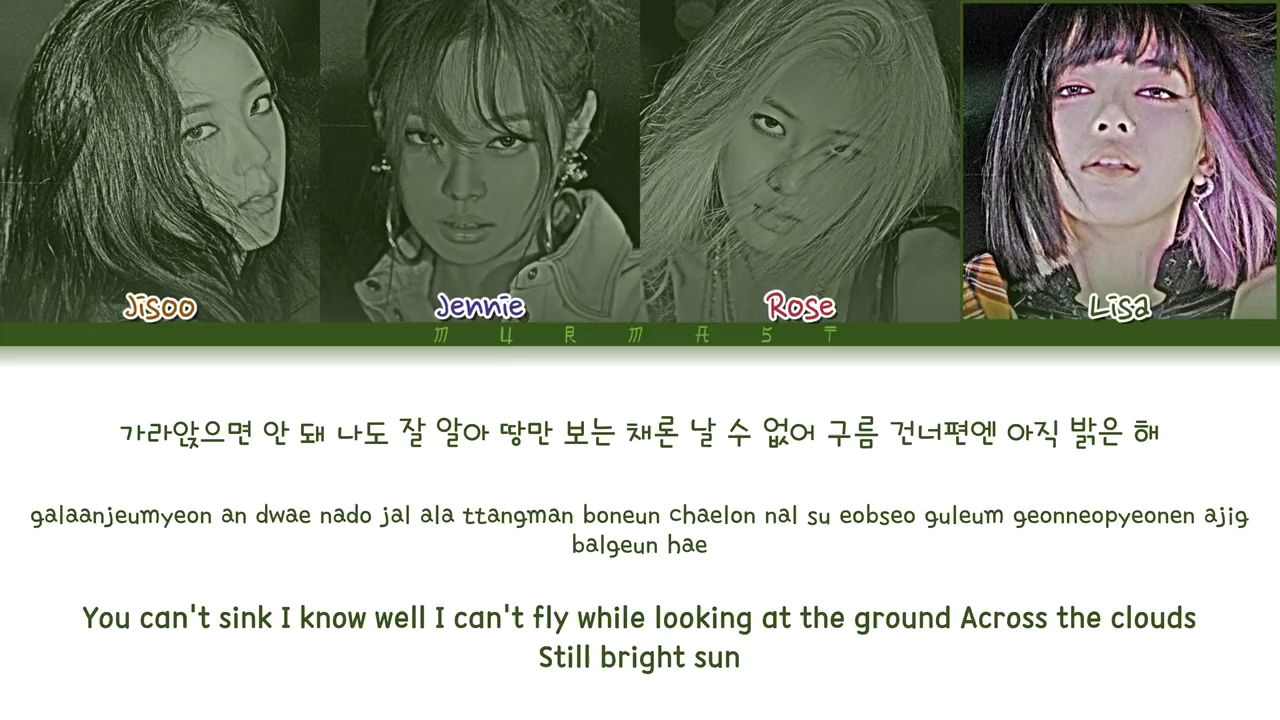 Jisoo Jennie Rose Lisa
M U R M A S T
가라앉으면 안 돼 나도 잘 알아 땅만 보는 채론 날 수 없어 구름 건너편엔 아직 밝은 해
galaanjeumyeon an dwae nado jal ala ttangman boneun chaelon nal su eobseo guleum geonneopyeonen ajig
balgeun hae
You can't sink I know well I can't fly while looking at the ground Across the clouds
Still bright sun